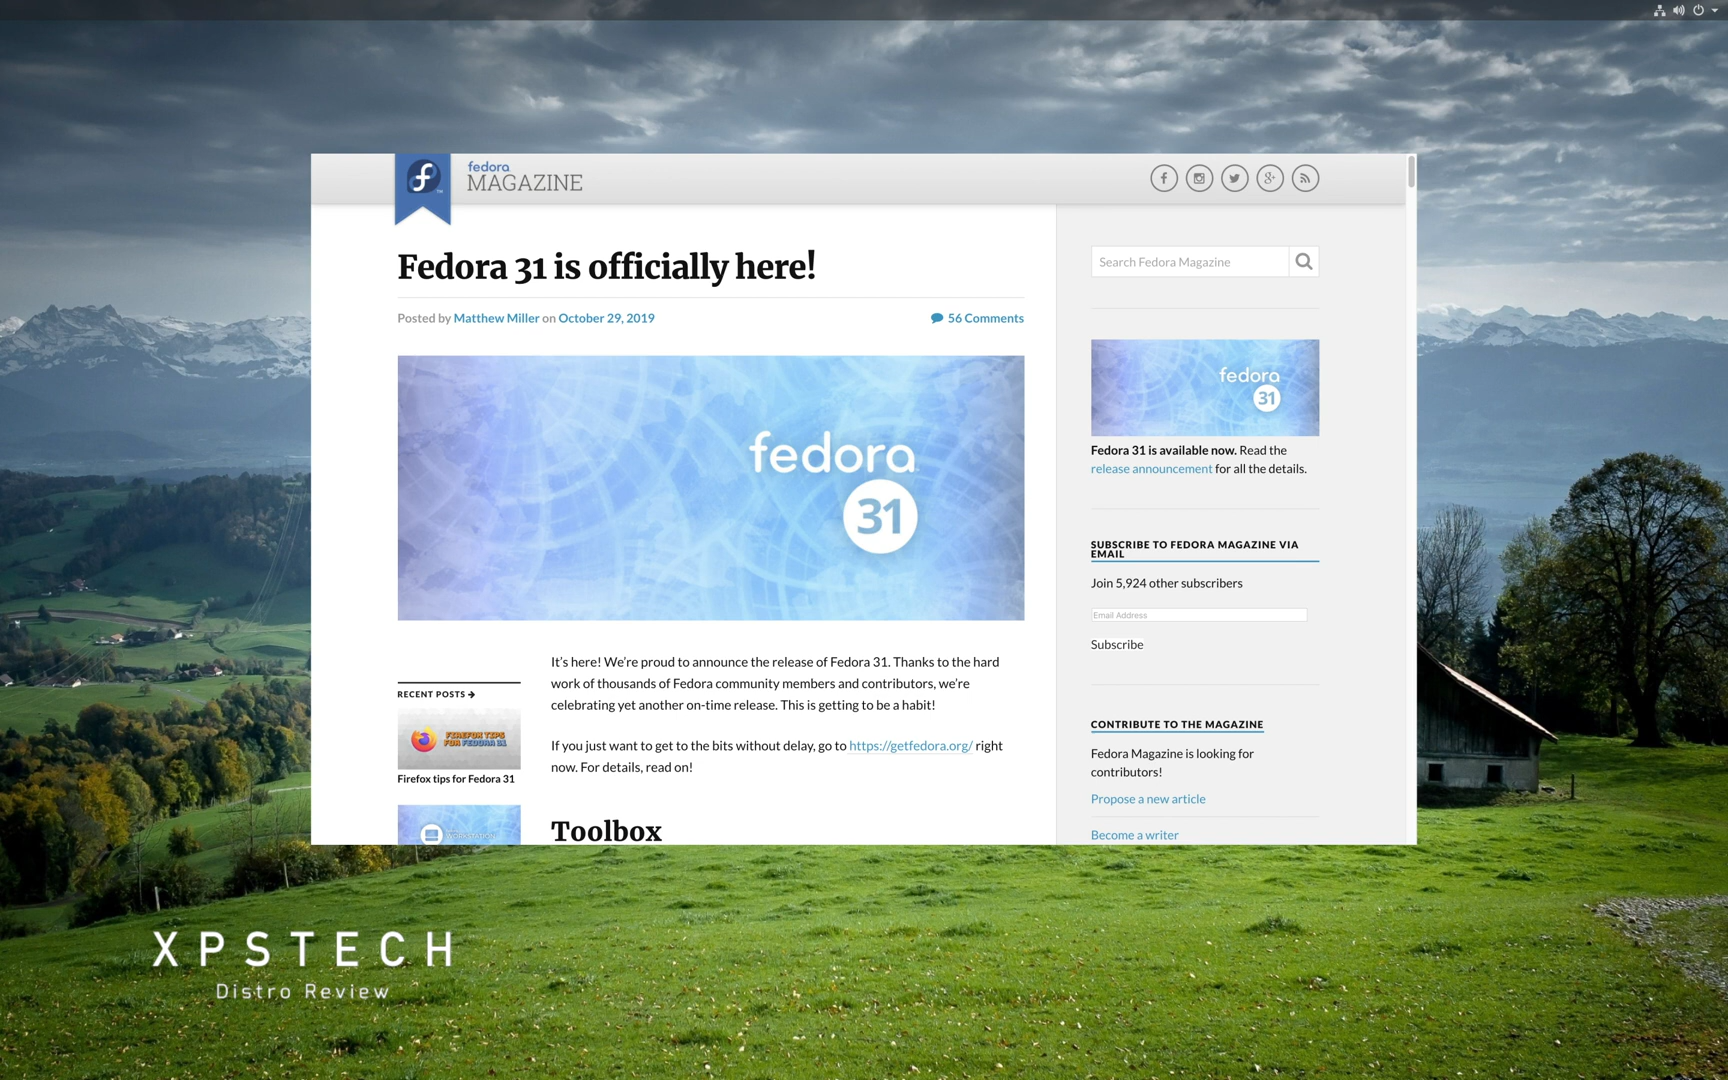 fedora
MAGAZINE
Fedora 31 is officially here!
Posted by Matthew Miller on October 29, 2019
56 Comments
fedora
31
RECENT POSTS
FIREFOX TIPS
FOR FEDORA 31
Firefox tips for Fedora 31
WORKSTATION
It’s here! We’re proud to announce the release of Fedora 31. Thanks to the hard
work of thousands of Fedora community members and contributors, we’re
celebrating yet another on-time release. This is getting to be a habit!
If you just want to get to the bits without delay, go to https://getfedora.org/ right
now. For details, read on!
Toolbox
Search Fedora Magazine
fedora
31
Fedora 31 is available now. Read the
release announcement for all the details.
SUBSCRIBE TO FEDORA MAGAZINE VIA
EMAIL
Join 5,924 other subscribers
Email Address
Subscribe
CONTRIBUTE TO THE MAGAZINE
Fedora Magazine is looking for
contributors!
Propose a new article
Become a writer
XPSTECH
Distro Review